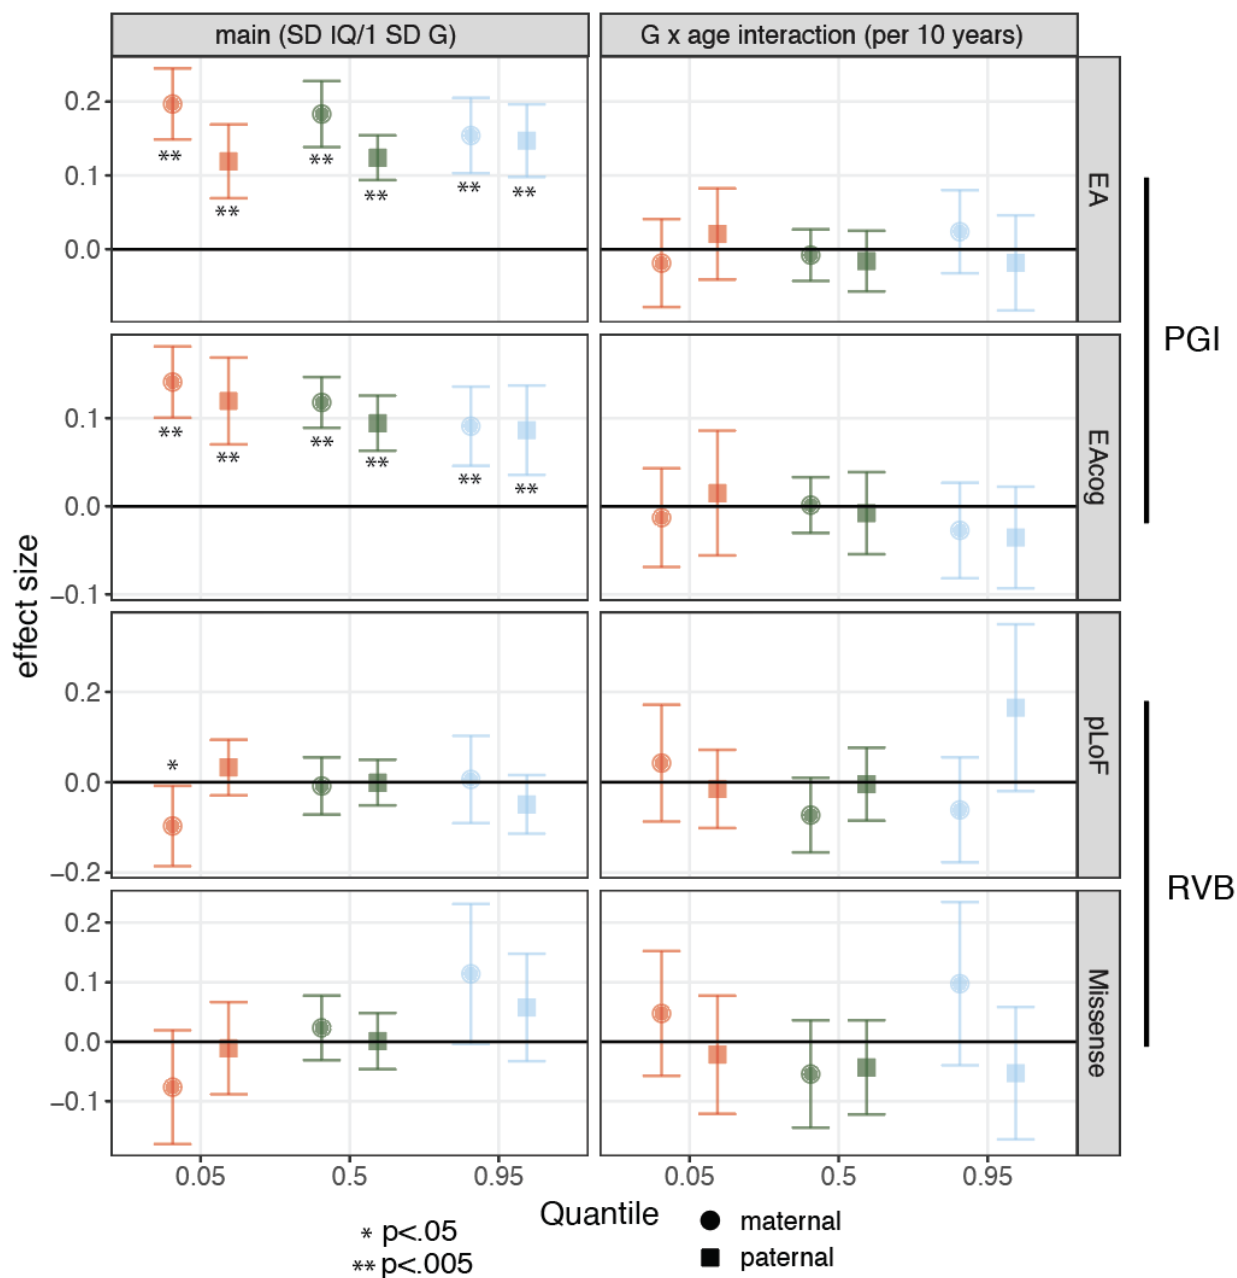 main (SD IQ/1 SD G)
G x age interaction (per 10 years)
effect size
0.2
0.1
0.0
** ** ** ** ** **
EA
0.1
0.0
−0.1
** ** ** ** ** **
EAcog
PGI
0.2
0.0
−0.2
*
pLoF
0.2
0.1
0.0
−0.1
Missense
RVB
0.05 0.5 0.95 0.05 0.5 0.95
Quantile
* p<.05
** p<.005
maternal
paternal